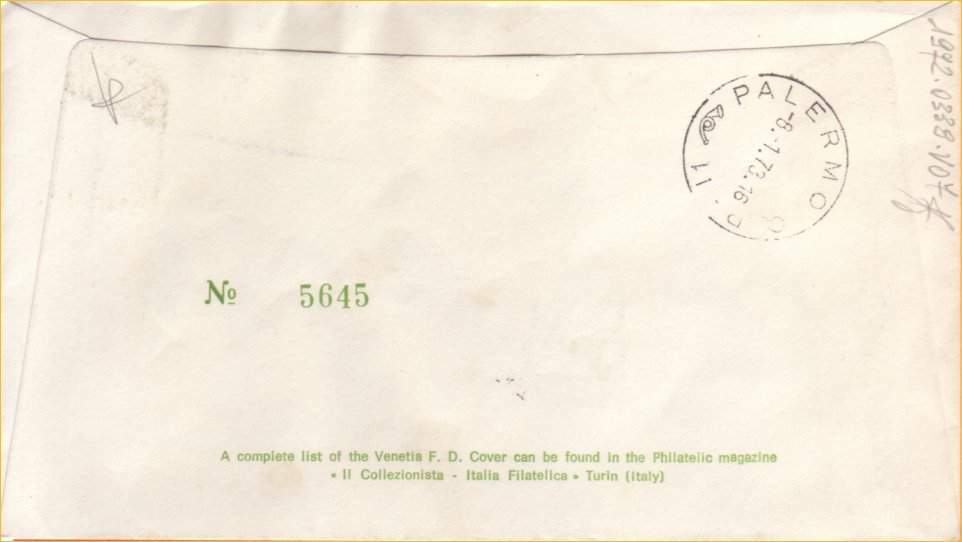 PALERMO
-8.-1.73.16
11
№ 5645
A complete list of the Venetia F. D. Cover can be found in the Philatelic magazine
« Il Collezionista - Italia Filatelica » Turin (Italy)